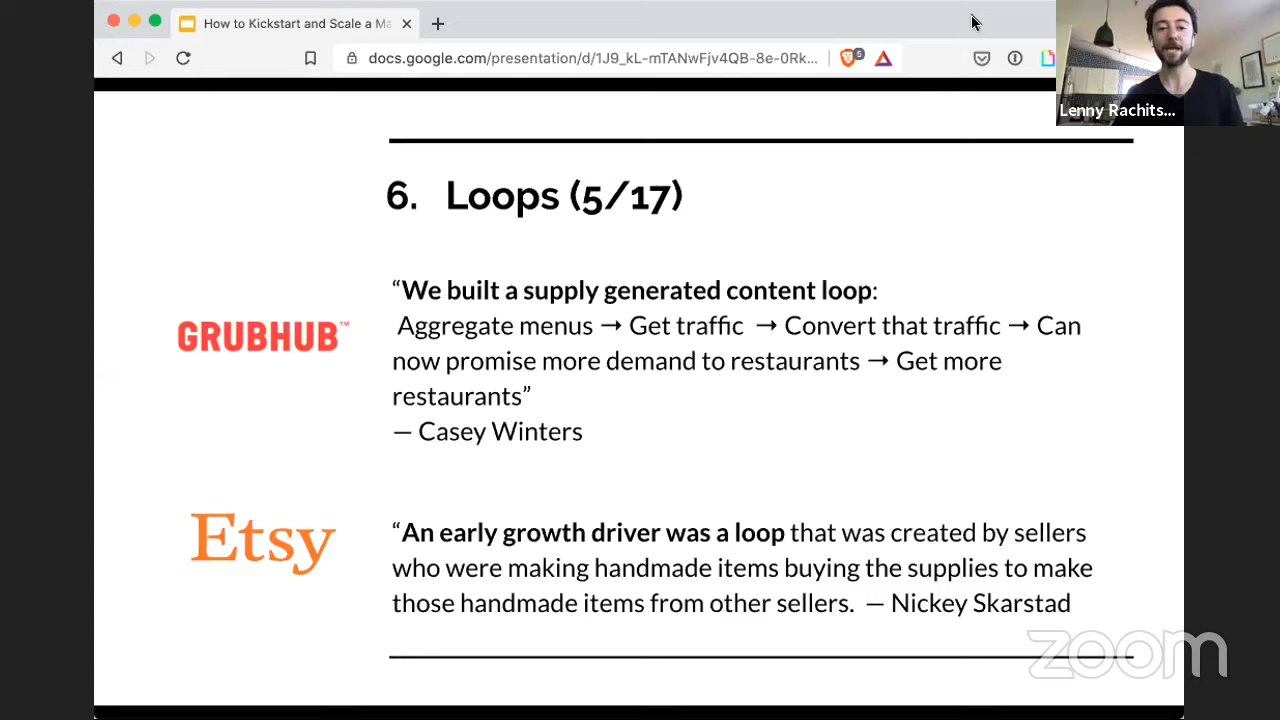 How to Kickstart and Scale a Ma
docs.google.com/presentation/d/1J9_kL-mTANwFjv4QB-8e-0Rk...
5
Lenny Rachits...
6. Loops (5/17)
GRUBHUB™
“We built a supply generated content loop:
Aggregate menus → Get traffic → Convert that traffic → Can
now promise more demand to restaurants → Get more
restaurants”
— Casey Winters
Etsy
“An early growth driver was a loop that was created by sellers
who were making handmade items buying the supplies to make
those handmade items from other sellers. — Nickey Skarstad
zoom